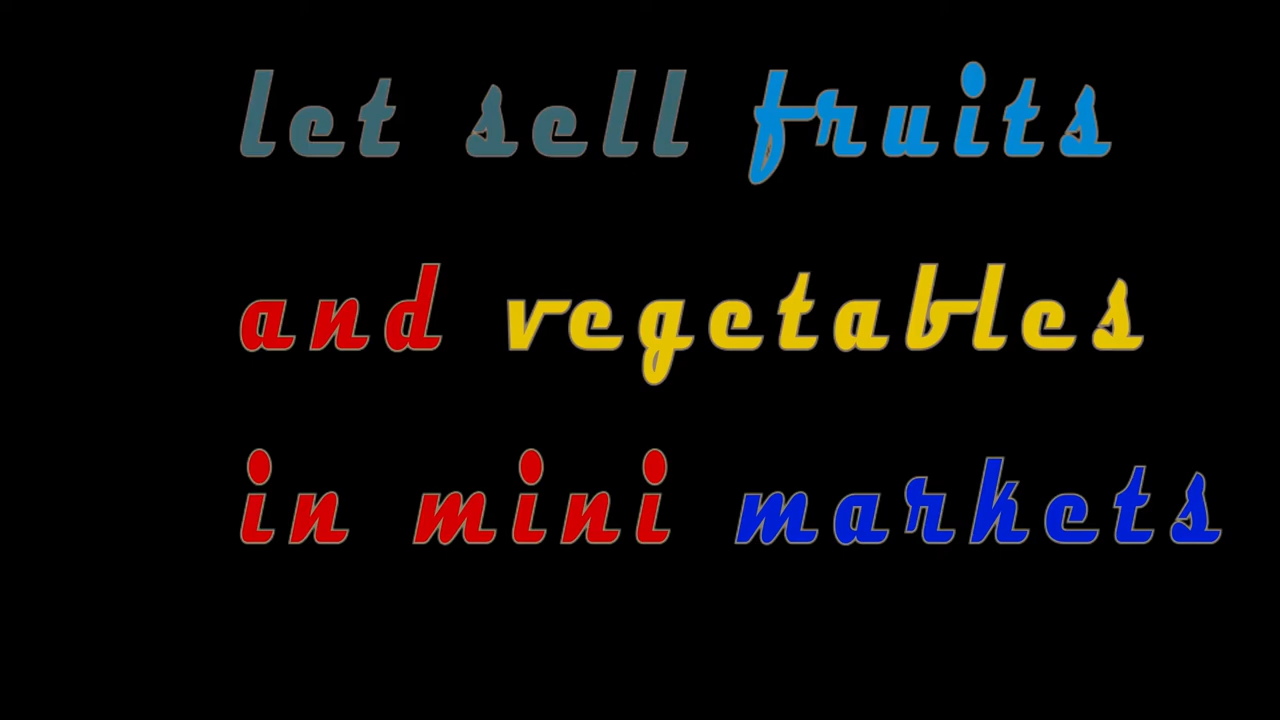 let sell fruits
and vegetables
in mini markets